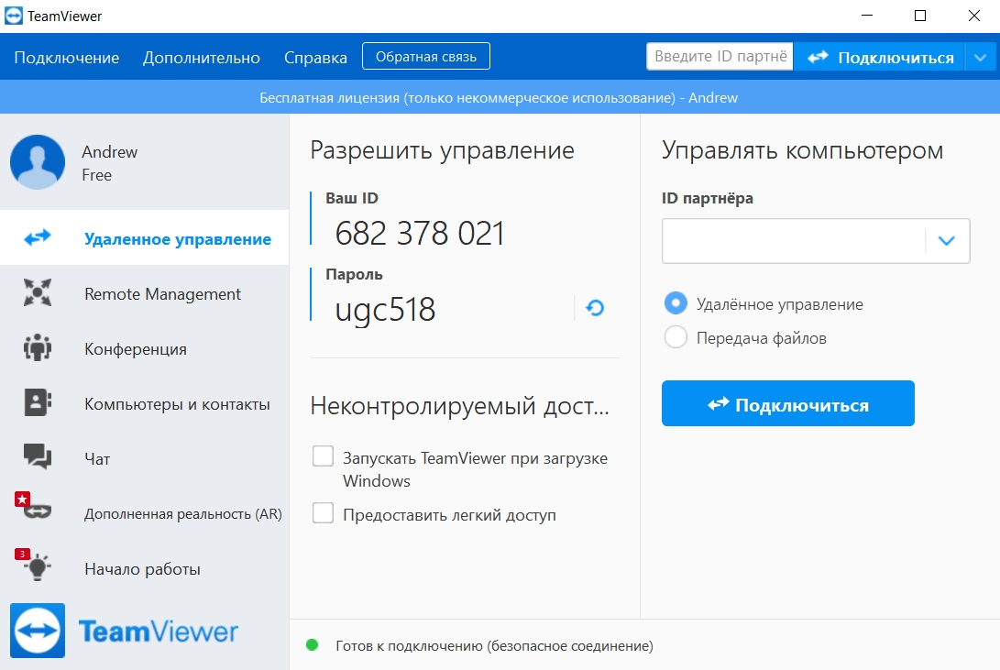 TeamViewer
Подключение Дополнительно Справка Обратная связь Введите ID партнё Подключиться
Бесплатная лицензия (только некоммерческое использование) - Andrew
Andrew
Free
Удаленное управление
Remote Management
Конференция
Компьютеры и контакты
Чат
Дополненная реальность (AR)
3
Начало работы
TeamViewer
Разрешить управление
Ваш ID
682 378 021
Пароль
ugc518
Неконтролируемый дост...
Запускать TeamViewer при загрузке
Windows
Предоставить легкий доступ
Управлять компьютером
ID партнёра
Удалённое управление
Передача файлов
Подключиться
Готов к подключению (безопасное соединение)